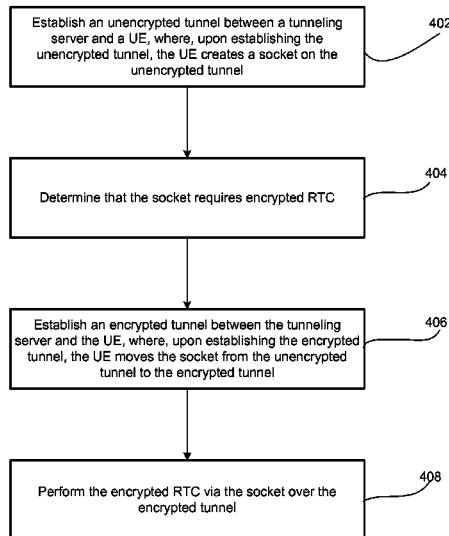 Establish an unencrypted tunnel between a tunneling
server and a UE, where, upon establishing the
unencrypted tunnel, the UE creates a socket on the
unencrypted tunnel
402
Determine that the socket requires encrypted RTC
404
Establish an encrypted tunnel between the tunneling
server and the UE, where, upon establishing the encrypted
tunnel, the UE moves the socket from the unencrypted
tunnel to the encrypted tunnel
406
Perform the encrypted RTC via the socket over the
encrypted tunnel
408